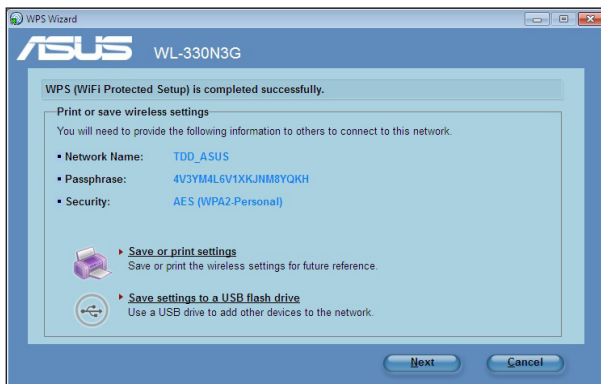 WPS Wizard
ASUS WL-330N3G
WPS (WiFi Protected Setup) is completed successfully.
Print or save wireless settings
You will need to provide the following information to others to connect to this network.
Network Name: TDD_ASUS
Passphrase: 4V3YM4L6V1XKJNM8YQKH
Security: AES (WPA2-Personal)
Save or print settings
Save or print the wireless settings for future reference.
Save settings to a USB flash drive
Use a USB drive to add other devices to the network.
Next Cancel